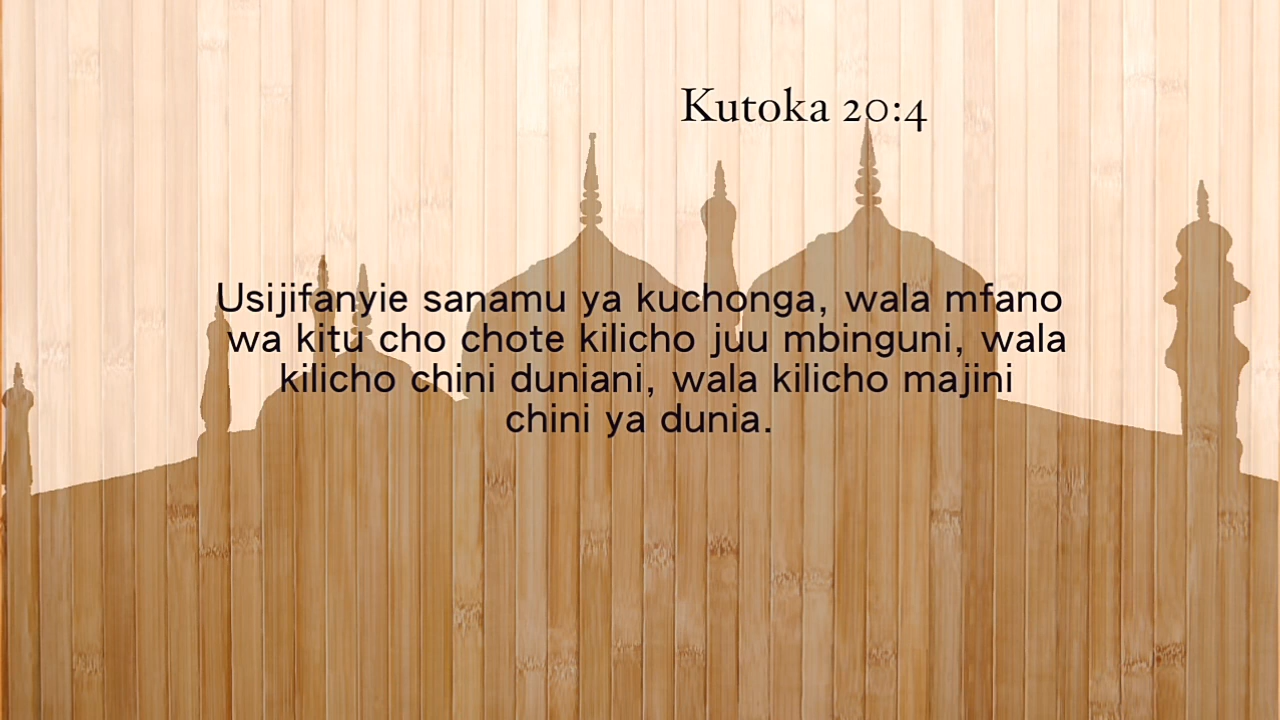 Kutoka 20:4
Usijifanyie sanamu ya kuchonga, wala mfano
wa kitu cho chote kilicho juu mbinguni, wala
kilicho chini duniani, wala kilicho majini
chini ya dunia.